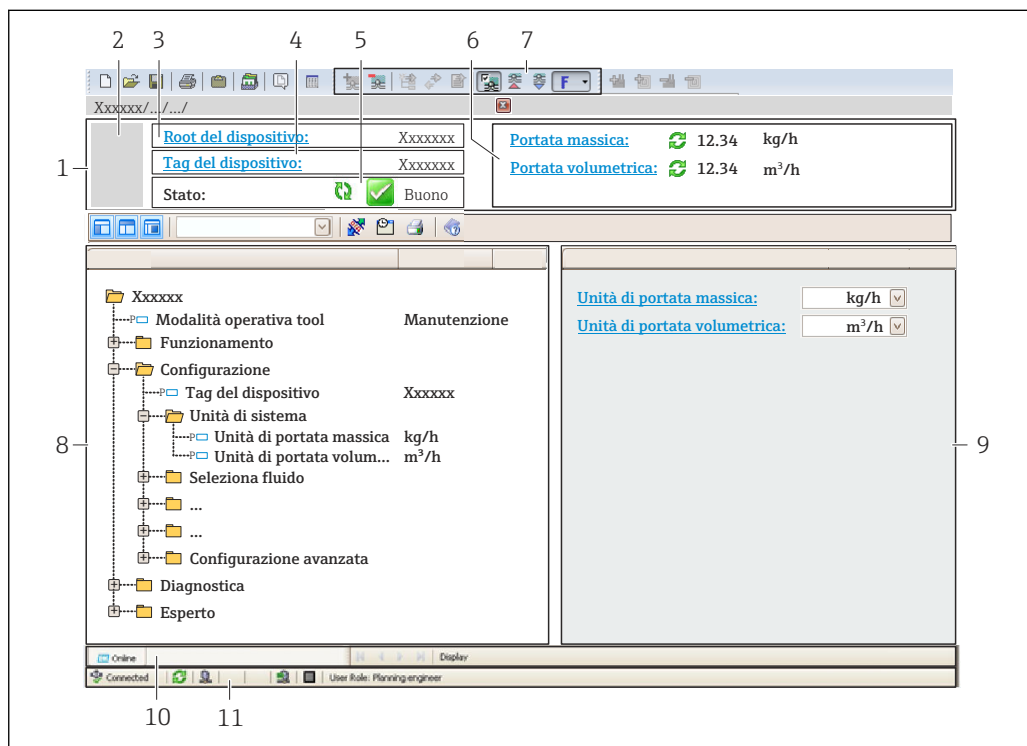 2 3 4 5 6 7
F
Xxxxxx/.../.../
1
Root del dispositivo: Xxxxxxx
Tag del dispositivo: Xxxxxxx
Stato: Buono
Portata massica: 12.34 kg/h
Portata volumetrica: 12.34 m³/h
Xxxxxx
P Modalità operativa tool Manutenzione
Funzionamento
Configurazione
P Tag del dispositivo Xxxxxx
Unità di sistema
P Unità di portata massica kg/h
P Unità di portata volum... m³/h
Seleziona fluido
...
...
Configurazione avanzata
Diagnostica
Esperto
Unità di portata massica: kg/h
Unità di portata volumetrica: m³/h
8
9
Online Display
Connected User Role: Planning engineer
10 11